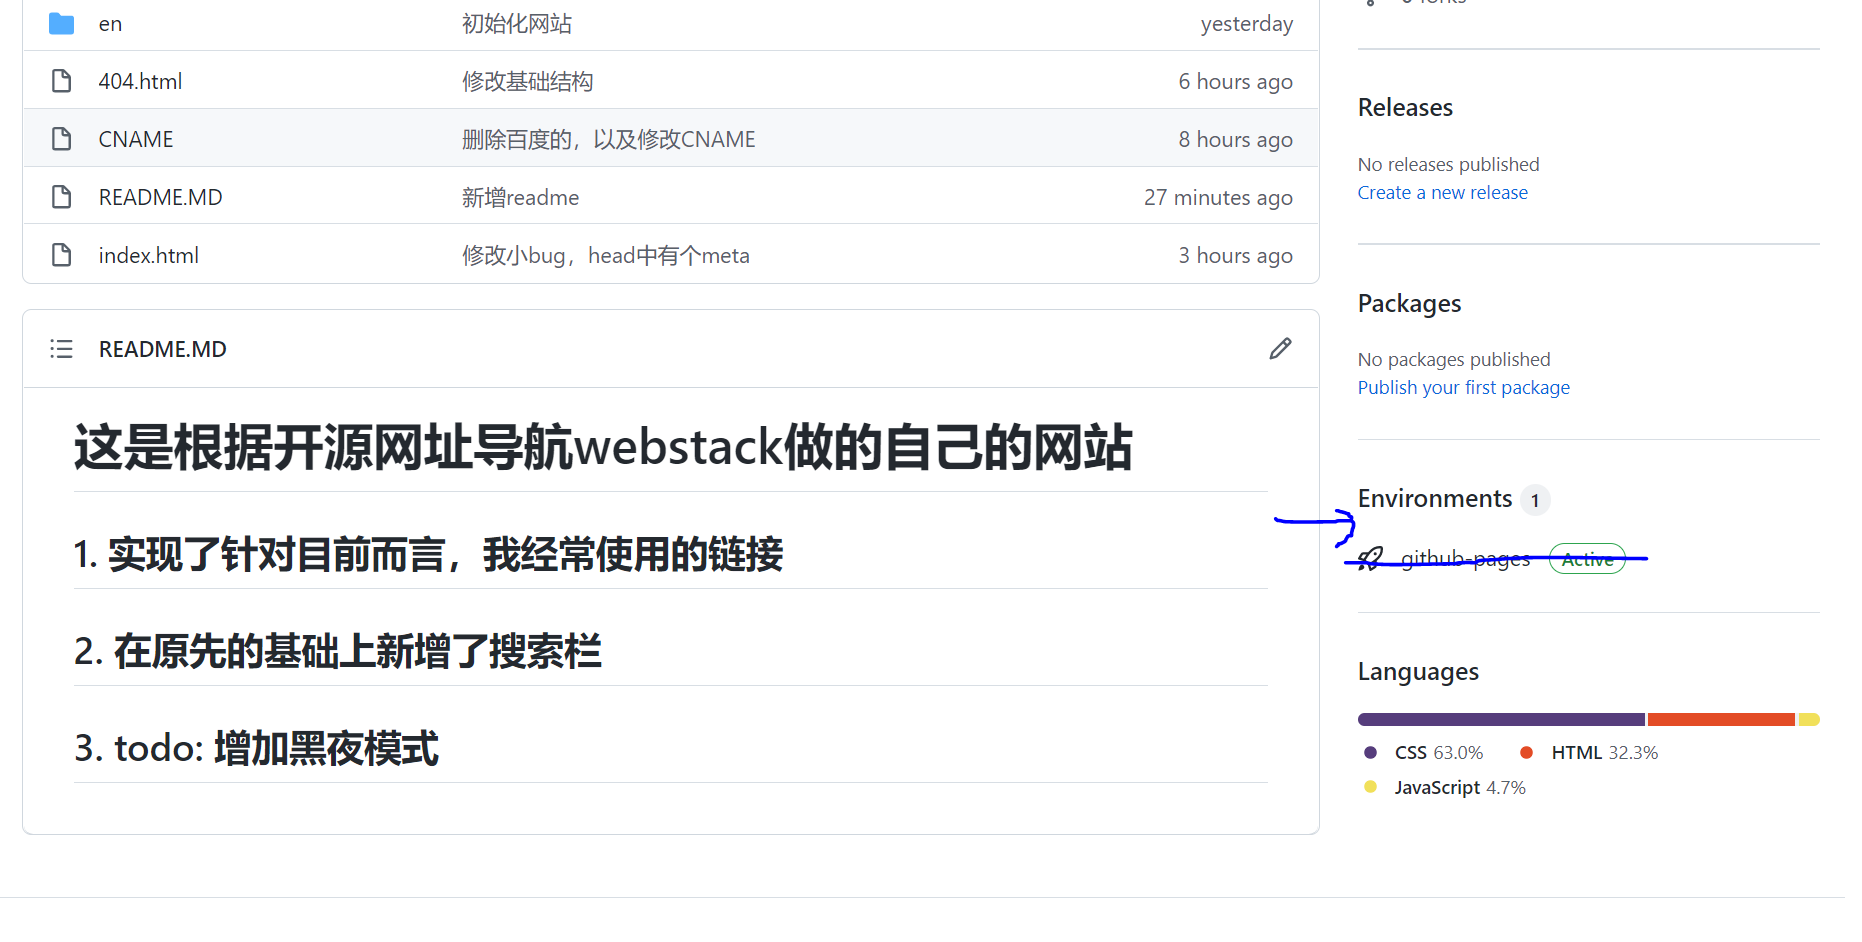 en 初始化网站 yesterday
404.html 修改基础结构 6 hours ago
CNAME 删除百度的，以及修改CNAME 8 hours ago
README.MD 新增readme 27 minutes ago
index.html 修改小bug，head中有个meta 3 hours ago
README.MD
这是根据开源网址导航webstack做的自己的网站
1. 实现了针对目前而言，我经常使用的链接
2. 在原先的基础上新增了搜索栏
3. todo: 增加黑夜模式
Releases
No releases published
Create a new release
Packages
No packages published
Publish your first package
Environments 1
github-pages Active
Languages
CSS 63.0% HTML 32.3%
JavaScript 4.7%